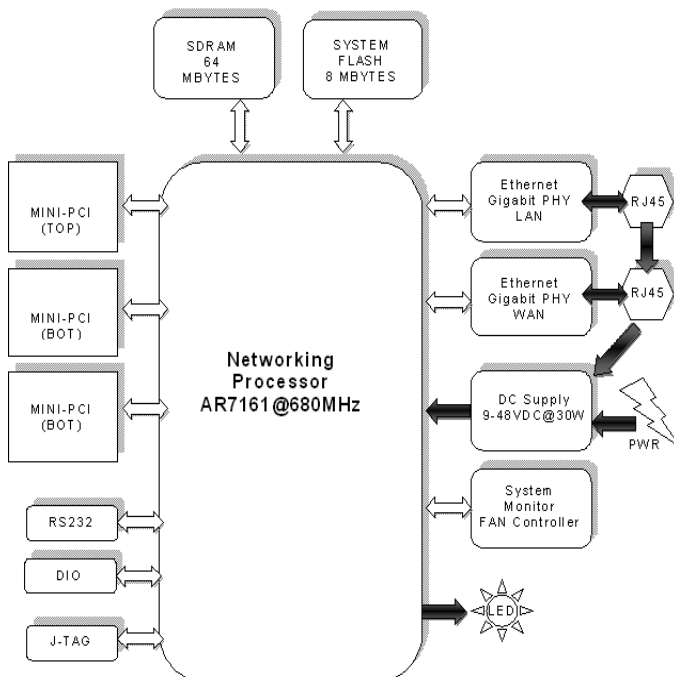 SDRAM
64
MBYTES
SYSTEM
FLASH
8 MBYTES
MINI-PCI
(TOP)
Ethernet
Gigabit PHY
LAN
RJ45
MINI-PCI
(BOT)
Ethernet
Gigabit PHY
WAN
RJ45
Networking
Processor
AR7161@680MHz
MINI-PCI
(BOT)
DC Supply
9-48VDC@30W
PWR
System
Monitor
FAN Controller
RS232
DIO
J-TAG
LED